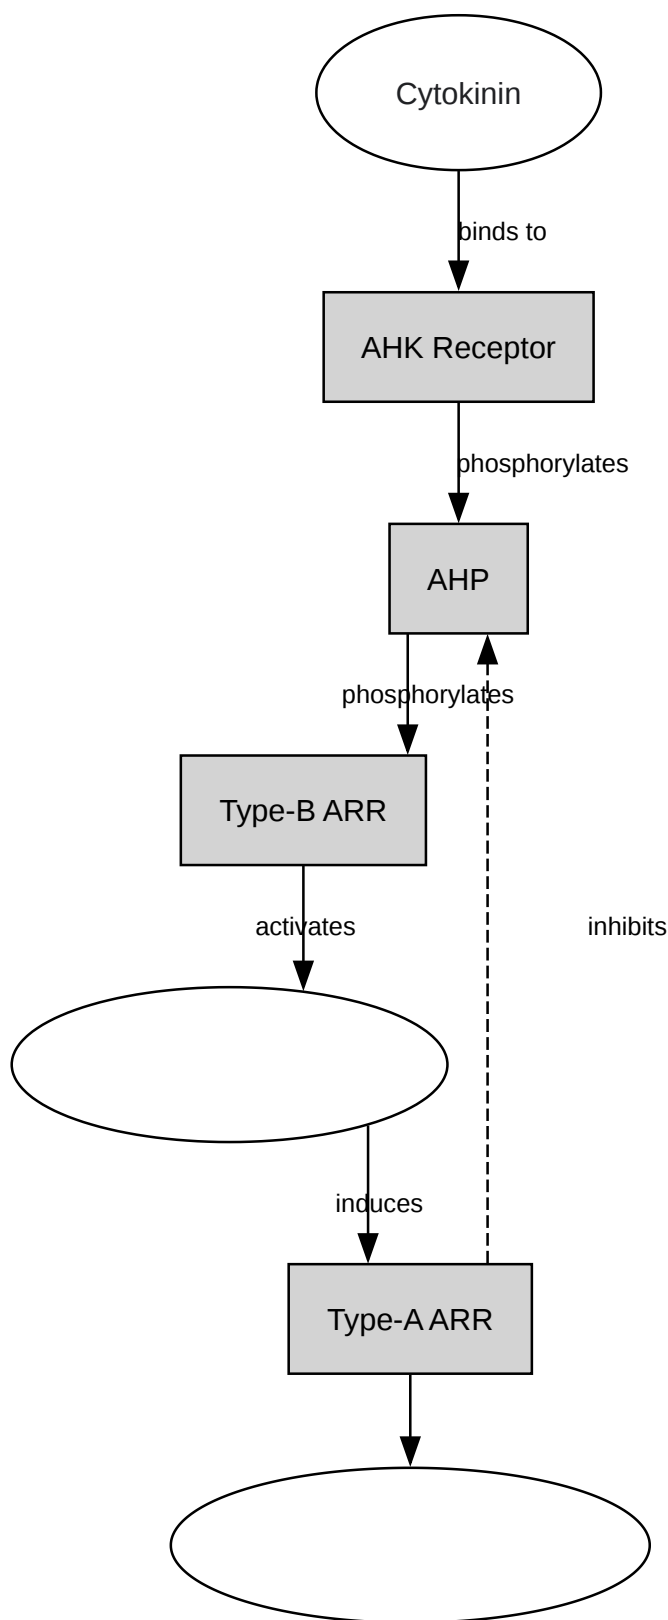 Cytokinin
binds to
AHK Receptor
phosphorylates
AHP
phosphorylates
Type-B ARR
activates
inhibits
induces
Type-A ARR